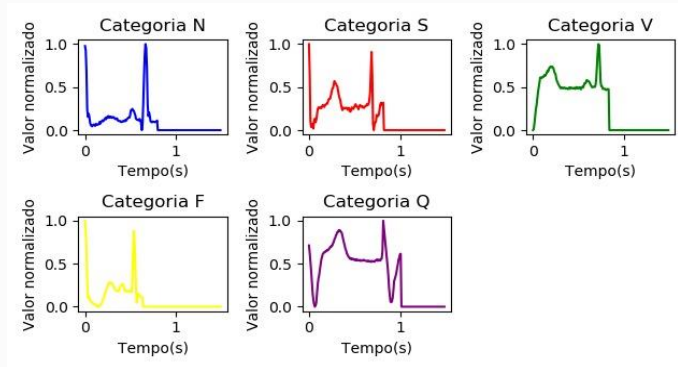 Categoria N
Valor normalizado
1.0
0.5
0.0
0
1
Tempo(s)
Categoria S
Valor normalizado
1.0
0.5
0.0
0
1
Tempo(s)
Categoria V
Valor normalizado
1.0
0.5
0.0
0
1
Tempo(s)
Categoria F
Valor normalizado
1.0
0.5
0.0
0
1
Tempo(s)
Categoria Q
Valor normalizado
1.0
0.5
0.0
0
1
Tempo(s)